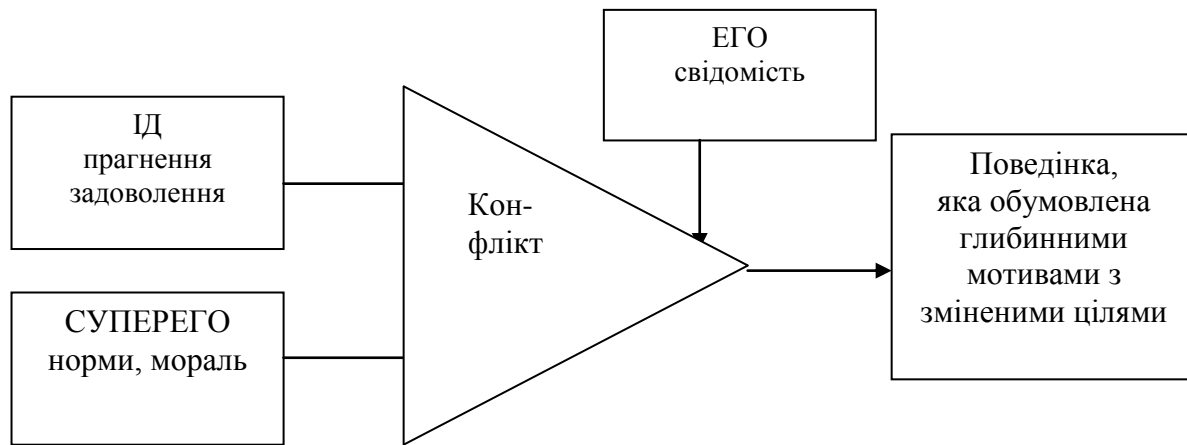 ЕГО
свідомість
ІД
прагнення
задоволення
Кон-
флікт
СУПЕРЕГО
норми, мораль
Поведінка,
яка обумовлена
глибинними
мотивами з
зміненими цілями